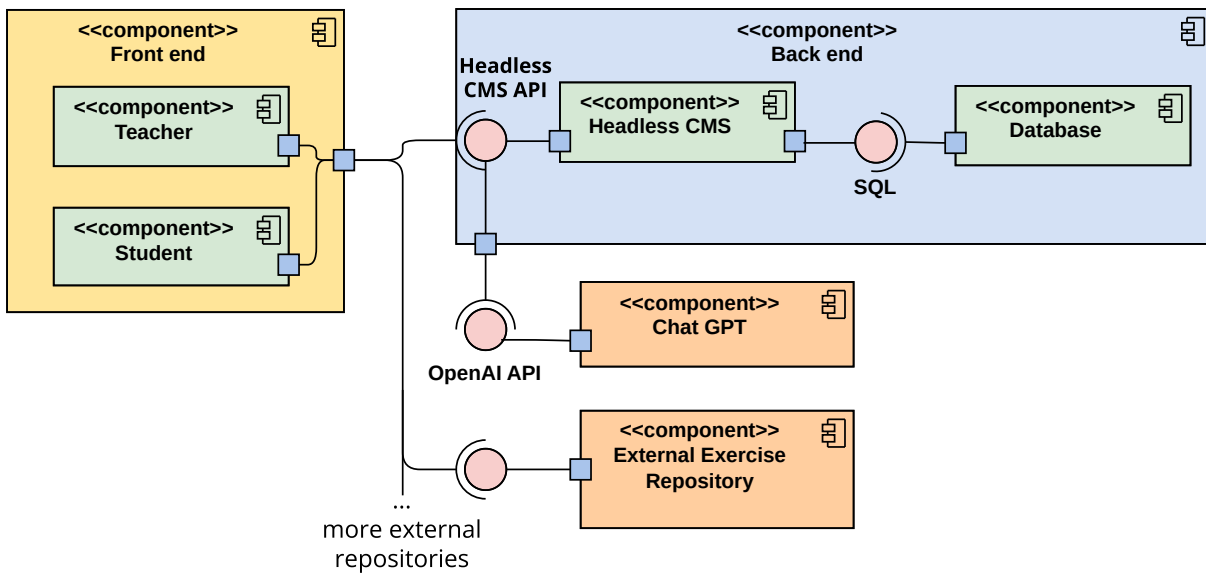 <<component>>
Front end
<<component>>
Teacher
<<component>>
Student
<<component>>
Back end
Headless
CMS API
<<component>>
Headless CMS
SQL
<<component>>
Database
OpenAI API
<<component>>
Chat GPT
<<component>>
External Exercise
Repository
...
more external
repositories